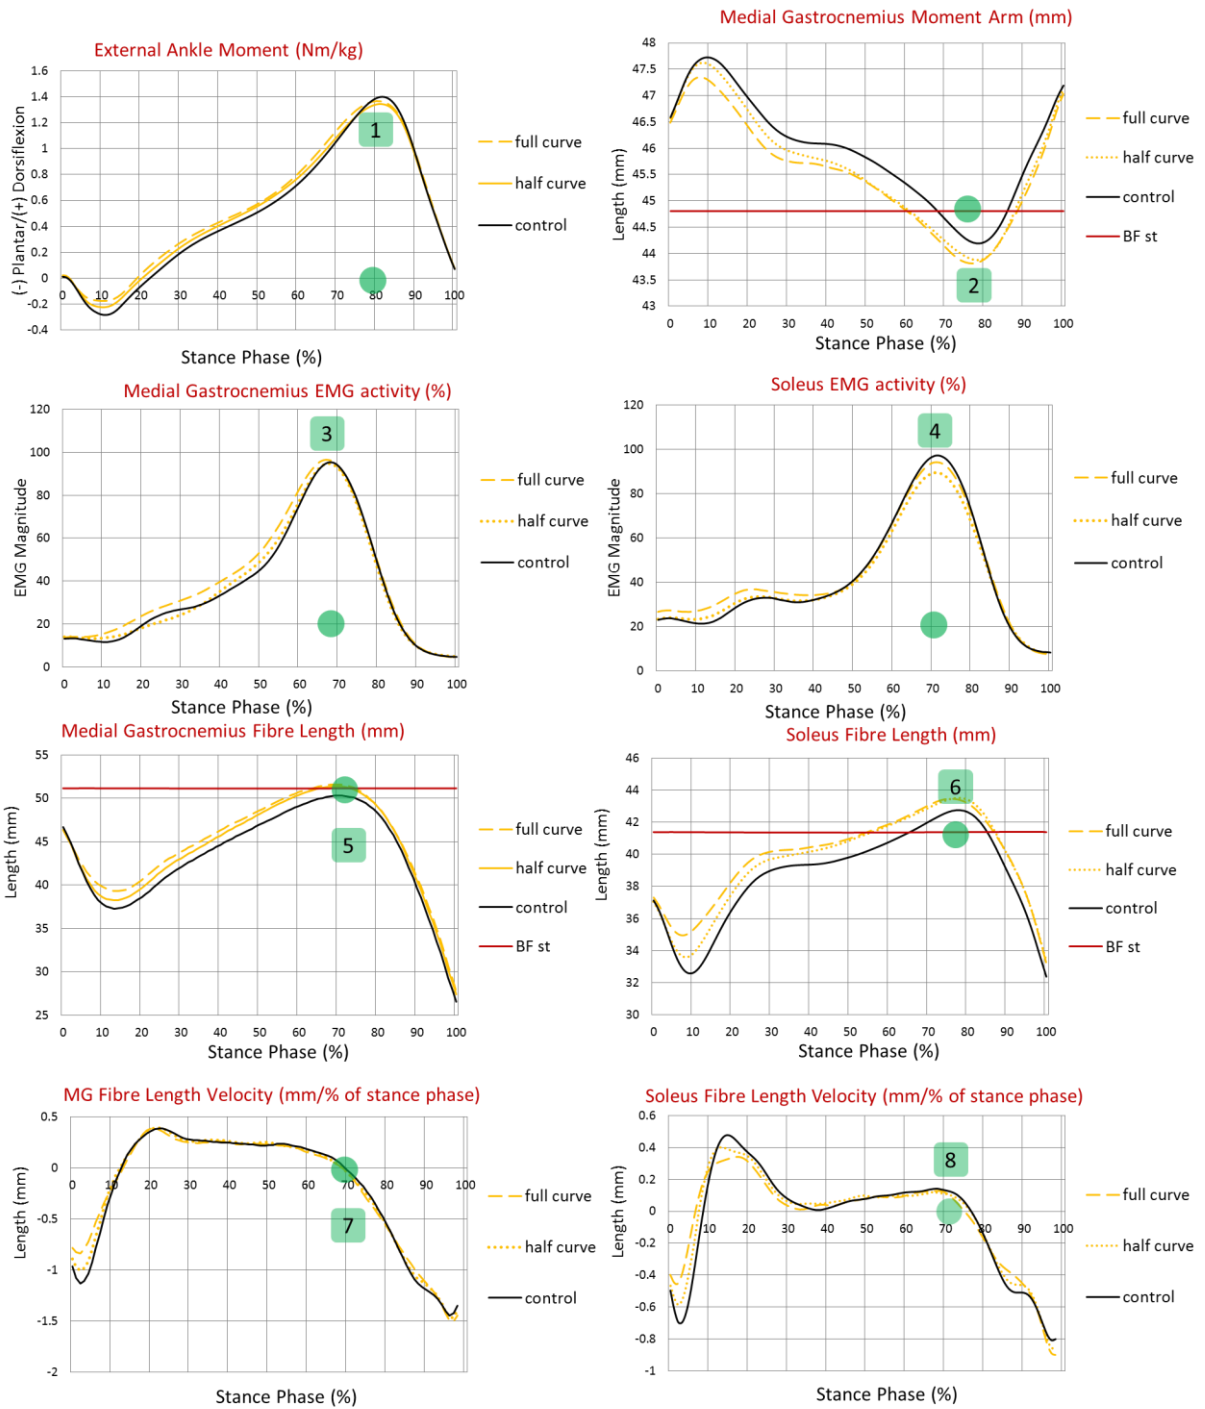 External Ankle Moment (Nm/kg)
(-) Plantar/(+) Dorsiflexion
1.6
1.4
1.2
1
0.8
0.6
0.4
0.2
0
-0.2
-0.4
0 10 20 30 40 50 60 70 80 90 100
Stance Phase (%)
1
full curve
half curve
control
Medial Gastrocnemius Moment Arm (mm)
Length (mm)
48
47.5
47
46.5
46
45.5
45
44.5
44
43.5
43
0 10 20 30 40 50 60 70 80 90 100
Stance Phase (%)
2
full curve
half curve
control
BF st
Medial Gastrocnemius EMG activity (%)
EMG Magnitude
120
100
80
60
40
20
0
0 10 20 30 40 50 60 70 80 90 100
Stance Phase (%)
3
full curve
half curve
control
Soleus EMG activity (%)
EMG Magnitude
120
100
80
60
40
20
0
0 10 20 30 40 50 60 70 80 90 100
Stance Phase (%)
4
full curve
half curve
control
Medial Gastrocnemius Fibre Length (mm)
Length (mm)
55
50
45
40
35
30
25
0 10 20 30 40 50 60 70 80 90 100
Stance Phase (%)
5
full curve
half curve
control
BF st
Soleus Fibre Length (mm)
Length (mm)
46
44
42
40
38
36
34
32
30
0 10 20 30 40 50 60 70 80 90 100
Stance Phase (%)
6
full curve
half curve
control
BF st
MG Fibre Length Velocity (mm/% of stance phase)
Length (mm)
0.5
0
-0.5
-1
-1.5
-2
0 10 20 30 40 50 60 70 80 90 100
Stance Phase (%)
7
full curve
half curve
control
Soleus Fibre Length Velocity (mm/% of stance phase)
Length (mm)
0.6
0.4
0.2
0
-0.2
-0.4
-0.6
-0.8
-1
0 10 20 30 40 50 60 70 80 90 100
Stance Phase (%)
8
full curve
half curve
control